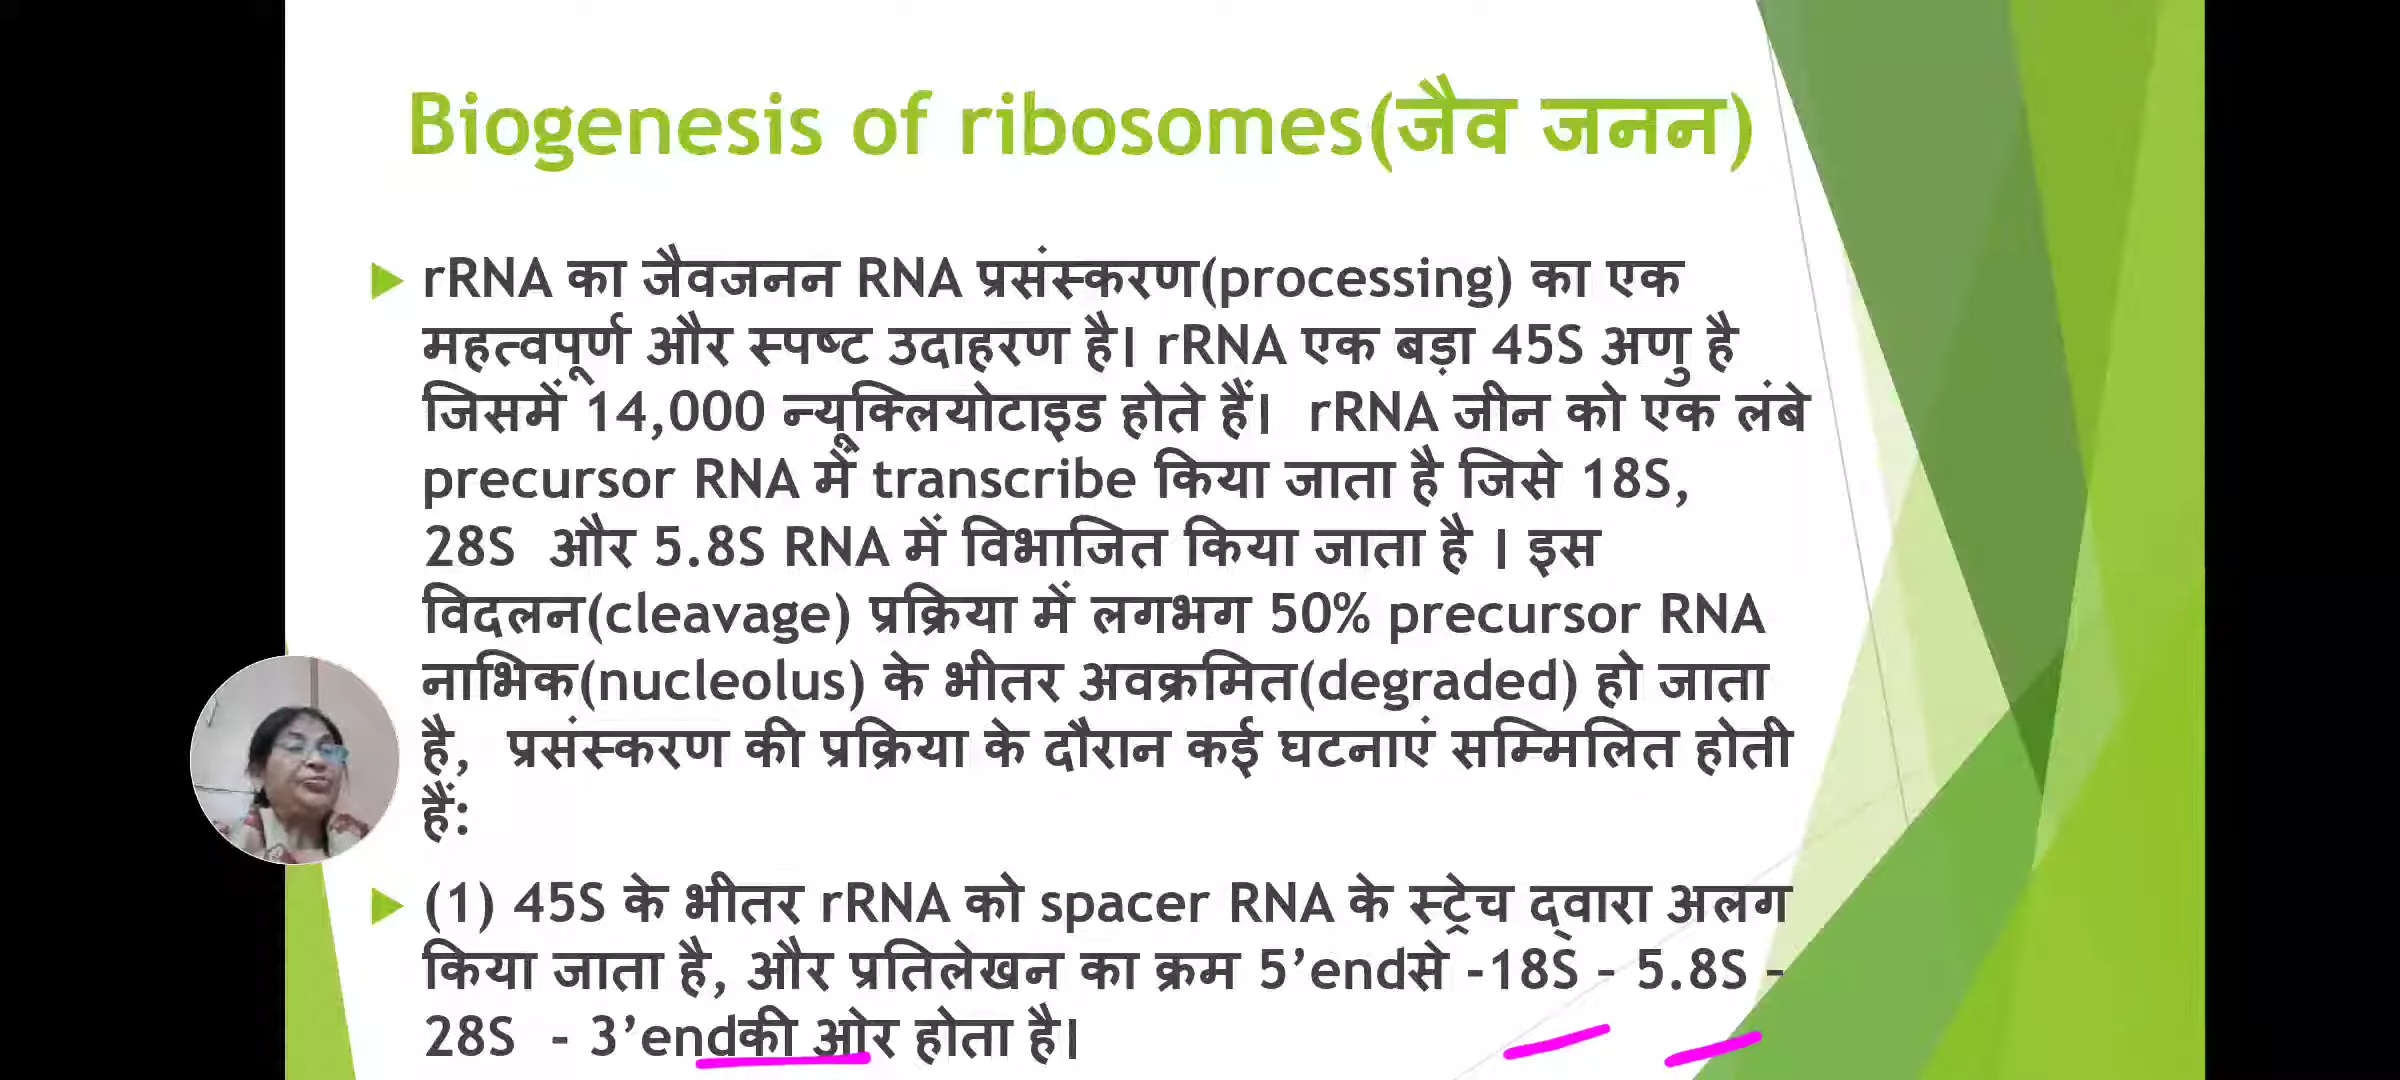 Biogenesis of ribosomes(जैव जनन)
rRNA का जैवजनन RNA प्रसंस्करण(processing) का एक
महत्वपूर्ण और स्पष्ट उदाहरण है। rRNA एक बड़ा 45S अणु है
जिसमें 14,000 न्यूक्लियोटाइड होते हैं। rRNA जीन को एक लंबे
precursor RNA में transcribe किया जाता है जिसे 18S,
28S और 5.8S RNA में विभाजित किया जाता है । इस
विदलन(cleavage) प्रक्रिया में लगभग 50% precursor RNA
नाभिक(nucleolus) के भीतर अवक्रमित(degraded) हो जाता
है, प्रसंस्करण की प्रक्रिया के दौरान कई घटनाएं सम्मिलित होती
हैं:
(1) 45S के भीतर rRNA को spacer RNA के स्ट्रेच द्वारा अलग
किया जाता है, और प्रतिलेखन का क्रम 5’endसे -18S – 5.8S –
28S - 3’endकी ओर होता है।